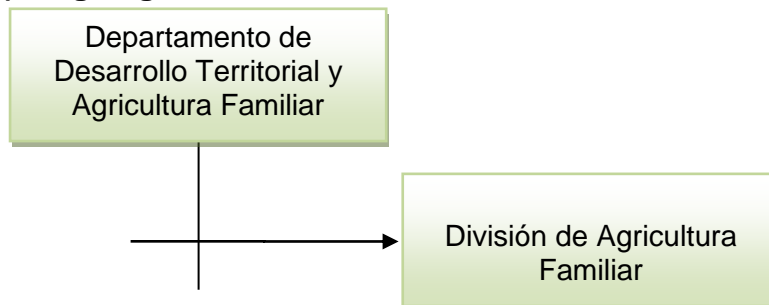 Departamento de
Desarrollo Territorial y
Agricultura Familiar
División de Agricultura
Familiar